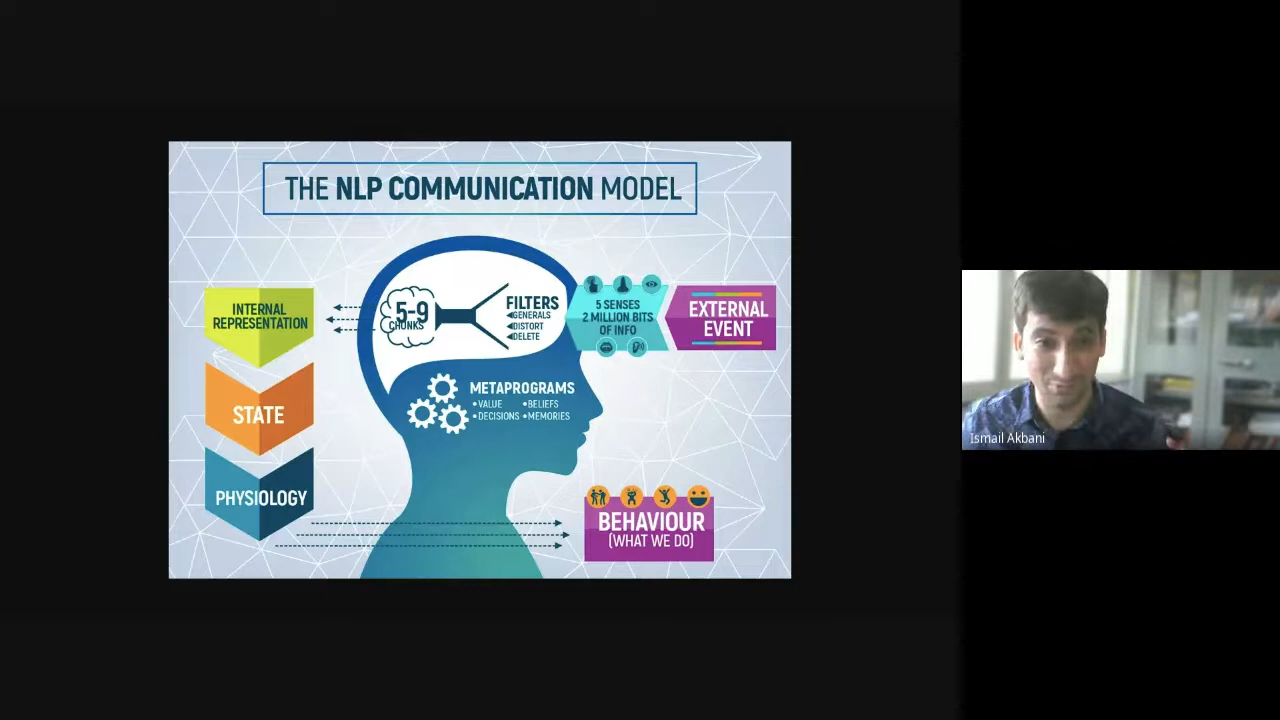 THE NLP COMMUNICATION MODEL
INTERNAL
REPRESENTATION
STATE
PHYSIOLOGY
5-9
CHUNKS
FILTERS
GENERALS
DISTORT
DELETE
5 SENSES
2 MILLION BITS
OF INFO
EXTERNAL
EVENT
METAPROGRAMS
•VALUE •BELIEFS
•DECISIONS •MEMORIES
BEHAVIOUR
(WHAT WE DO)
Ismail Akbani